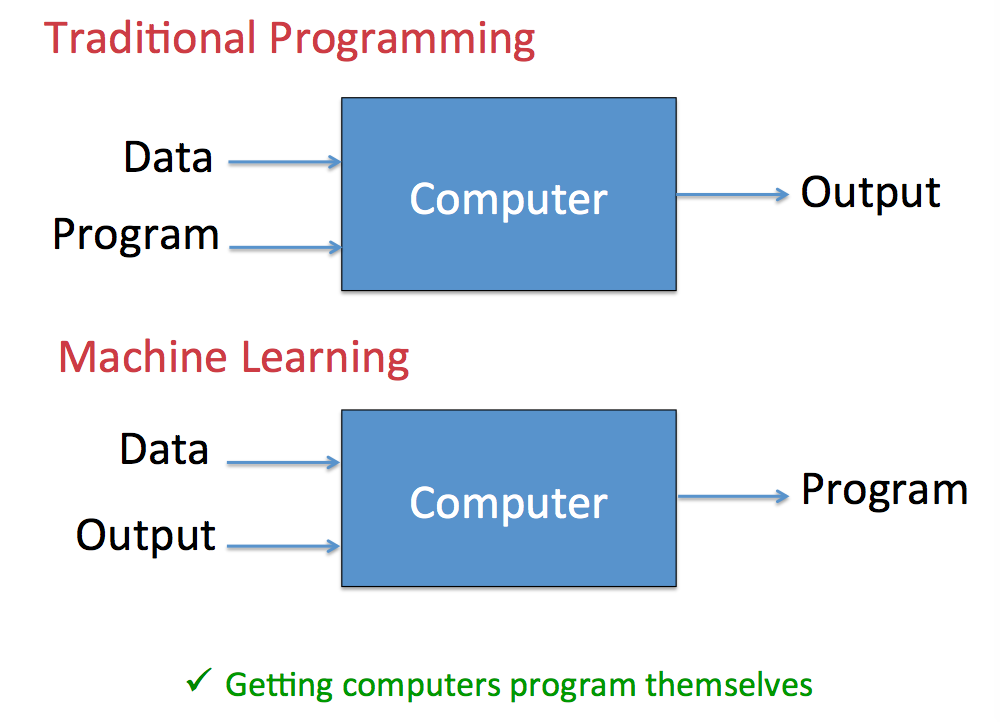 Traditional Programming
Data
Program
Computer
Output
Machine Learning
Data
Output
Computer
Program
✓ Getting computers program themselves